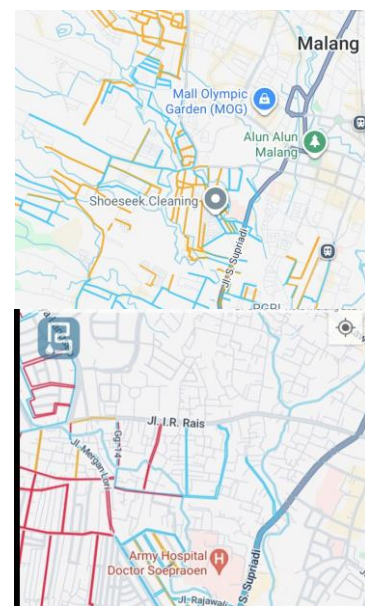 Malang
Mall Olympic
Garden (MOG)
Alun Alun
Malang
Shoeseek Cleaning
Jl. S. Supriadi
Jl. I.R. Rais
Gg-14
Jl. Mergan Lori
Army Hospital
Doctor Soepraoen
Jl. Rajawali
S. Supriadi